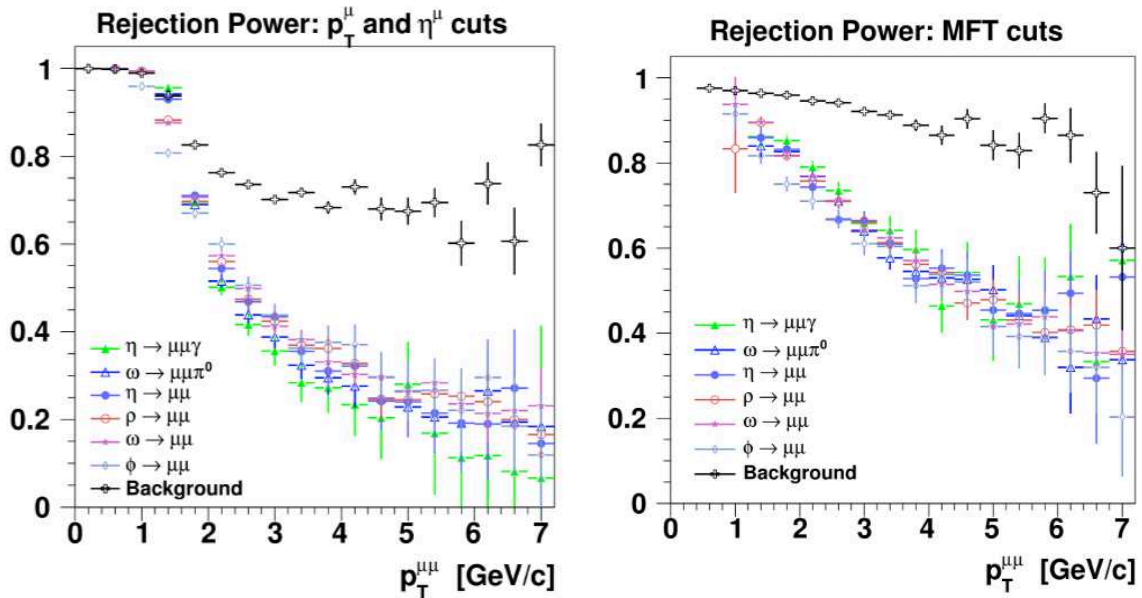 Rejection Power: p_T^μ and η^μ cuts
1
0.8
0.6
0.4
0.2
0
η → μμγ
ω → μμπ⁰
η → μμ
ρ → μμ
ω → μμ
ϕ → μμ
Background
0 1 2 3 4 5 6 7
p_T^μμ [GeV/c]
Rejection Power: MFT cuts
1
0.8
0.6
0.4
0.2
0
η → μμγ
ω → μμπ⁰
η → μμ
ρ → μμ
ω → μμ
ϕ → μμ
Background
0 1 2 3 4 5 6 7
p_T^μμ [GeV/c]